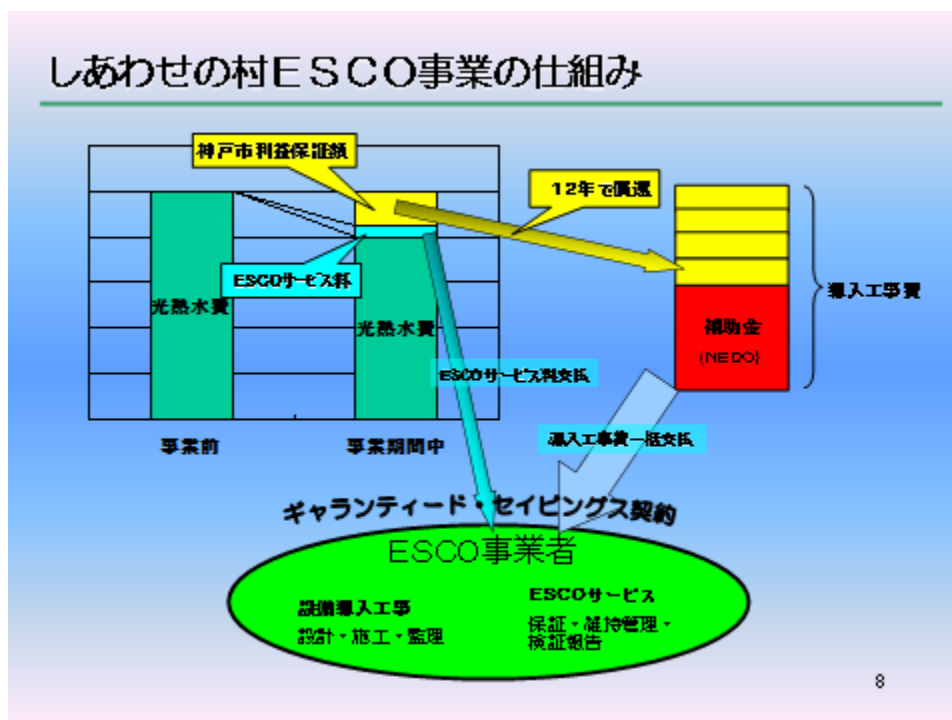 しあわせの村ESCO事業の仕組み
神戸市利益保証額
12年で償還
ESCOサービス料
光熱水費
光熱水費
導入工事費
補助金
(NEDO)
ESCOサービス料支払
導入工事費一括支払
事業前
事業期間中
ギャランティード・セイビングス契約
ESCO事業者
設備導入工事
設計・施工・監理
ESCOサービス
保証・維持管理・
検証報告
8